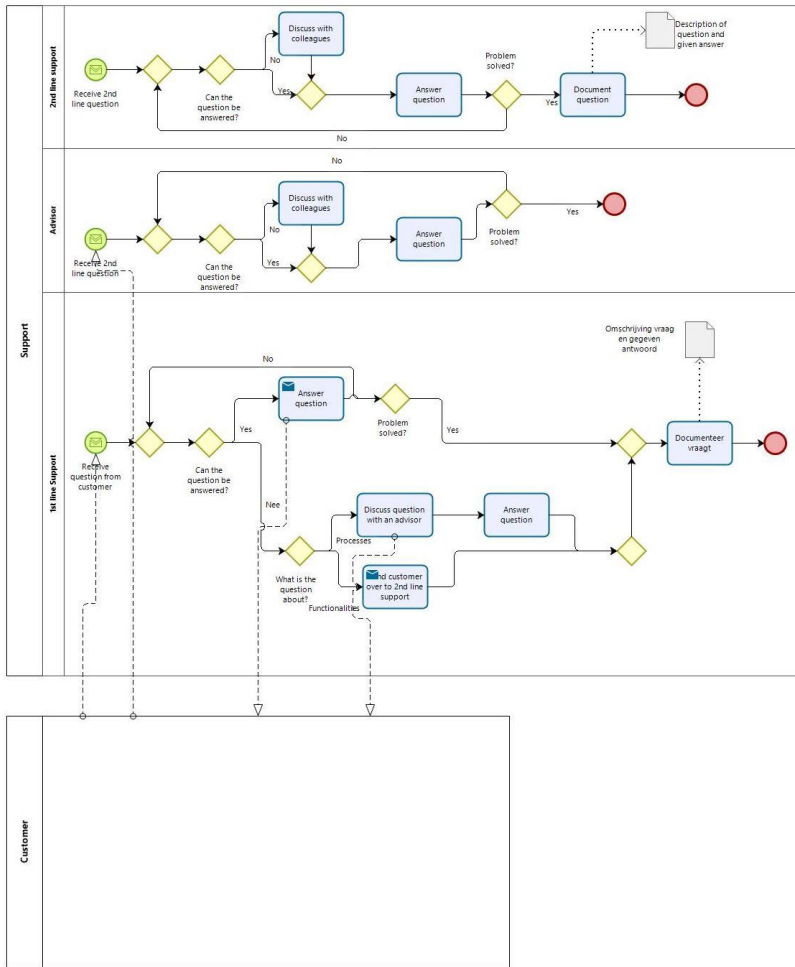 Support
2nd line support
Receive 2nd
line question
Can the
question be
answered?
No
Yes
Discuss with
colleagues
Answer
question
Problem
solved?
Yes
No
Document
question
Description of
question and
given answer
Advisor
Receive 2nd
line question
Can the
question be
answered?
No
Yes
Discuss with
colleagues
Answer
question
No
Problem
solved?
Yes
1st line Support
Receive
question from
customer
Can the
question be
answered?
No
Yes
Answer
question
Problem
solved?
Yes
Nee
What is the
question
about?
Processes
Functionalities
Discuss question
with an advisor
Answer
question
nd customer
over to 2nd line
support
Omschrijving vraag
en gegeven
antwoord
Documenteer
vraagt
Customer